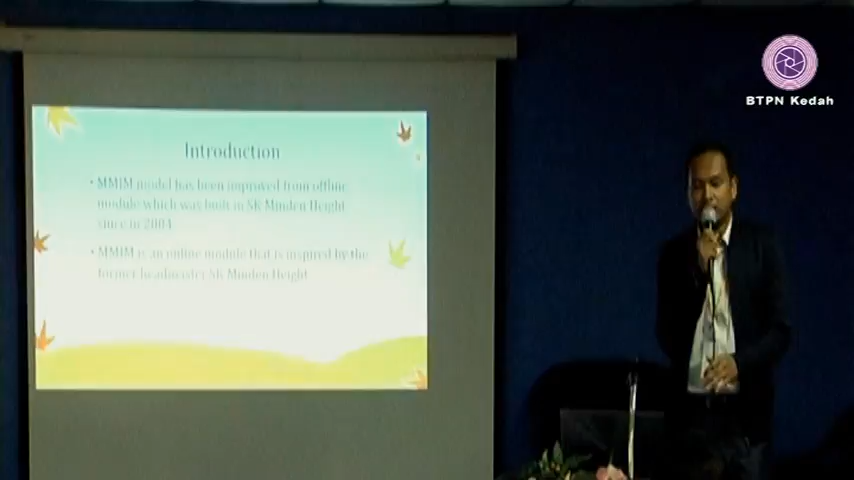 BTPN Kedah
Introduction
• MMIM model has been improved from offline
module which was built in SK Minden Height
since in 2004
• MMIM is an online module that is inspired by the
former headmaster SK Minden Height